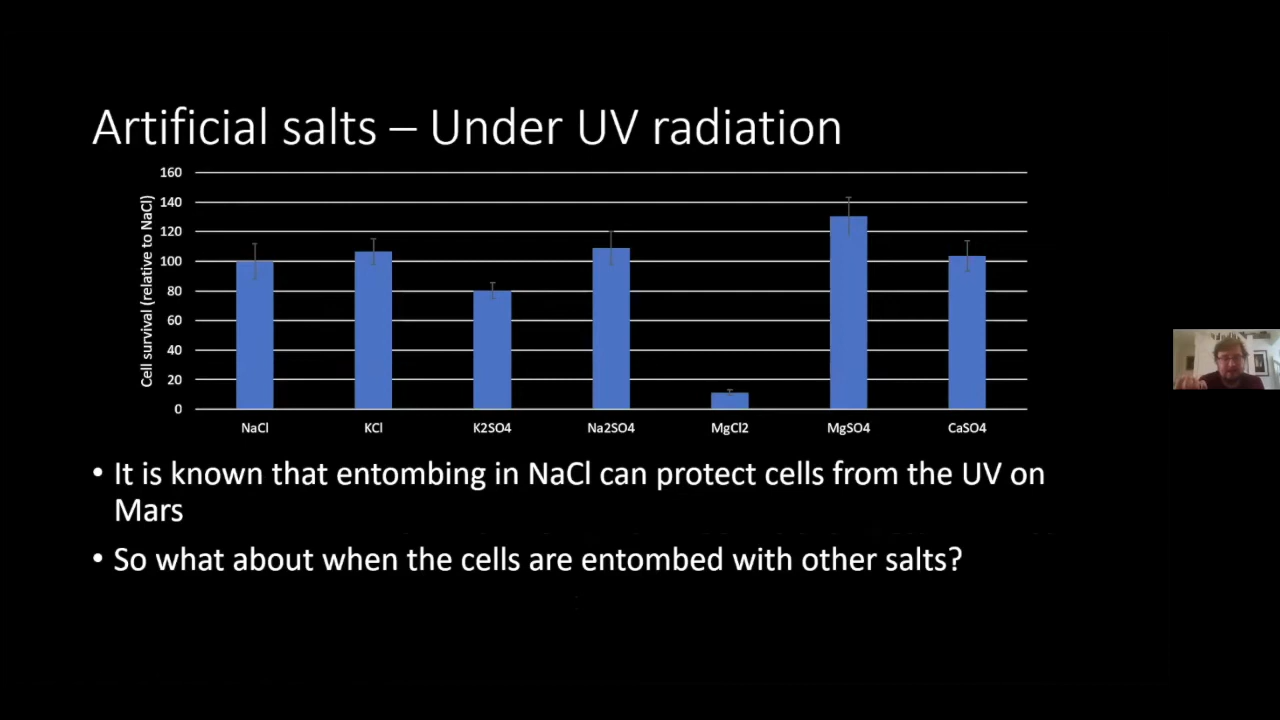 Artificial salts – Under UV radiation
160
140
120
100
80
60
40
20
0
Cell survival (relative to NaCl)
NaCl KCl K2SO4 Na2SO4 MgCl2 MgSO4 CaSO4
• It is known that entombing in NaCl can protect cells from the UV on
Mars
• So what about when the cells are entombed with other salts?